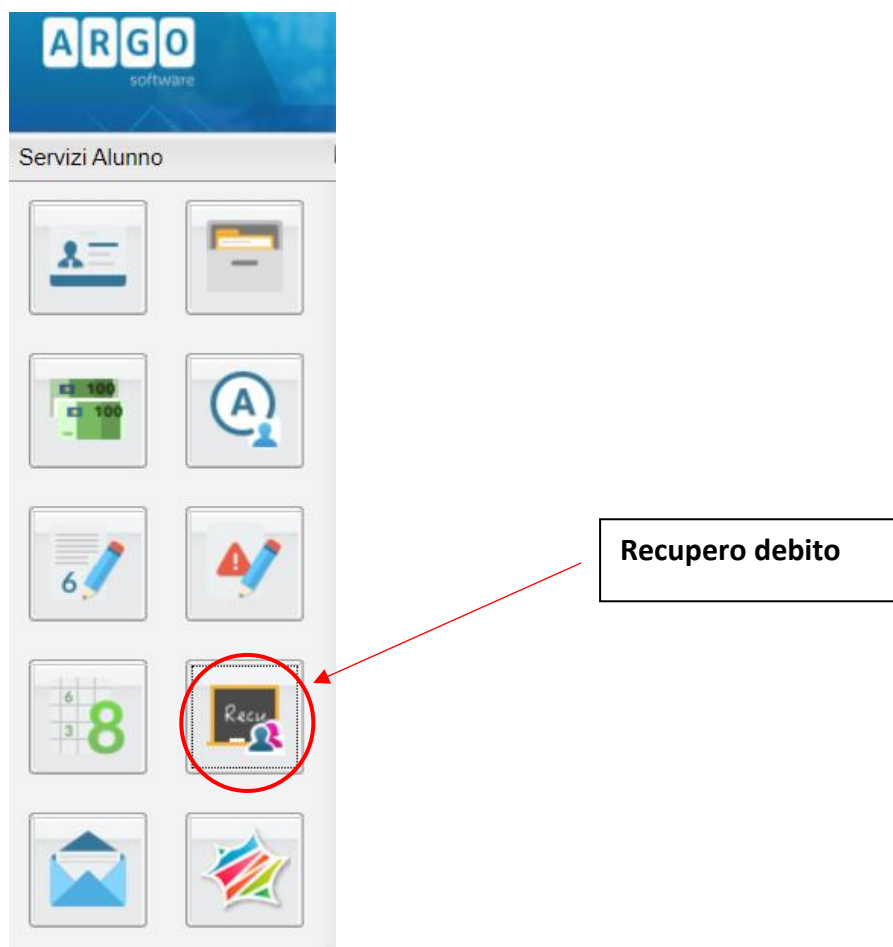 ARGO
software
Servizi Alunno
100
100
A
6
Recupero debito
6
3
8
Recu